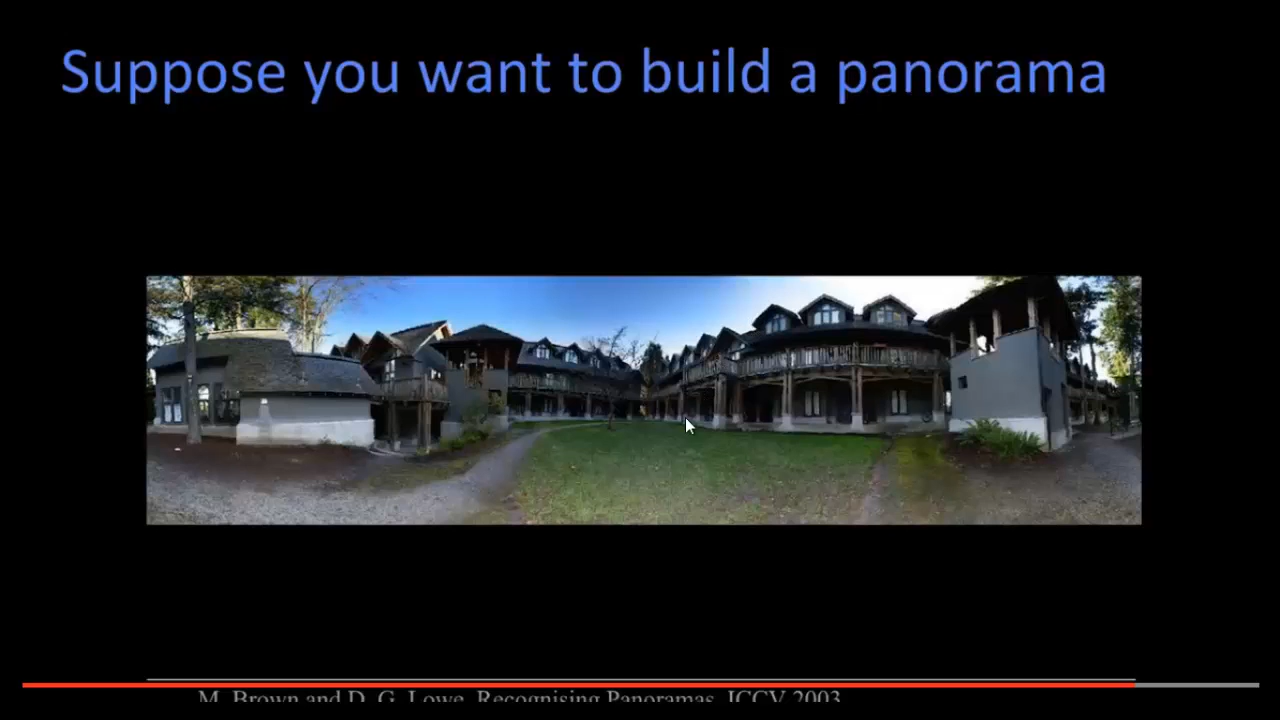 Suppose you want to build a panorama
M. Brown and D. G. Lowe. Recognising Panoramas. ICCV 2003